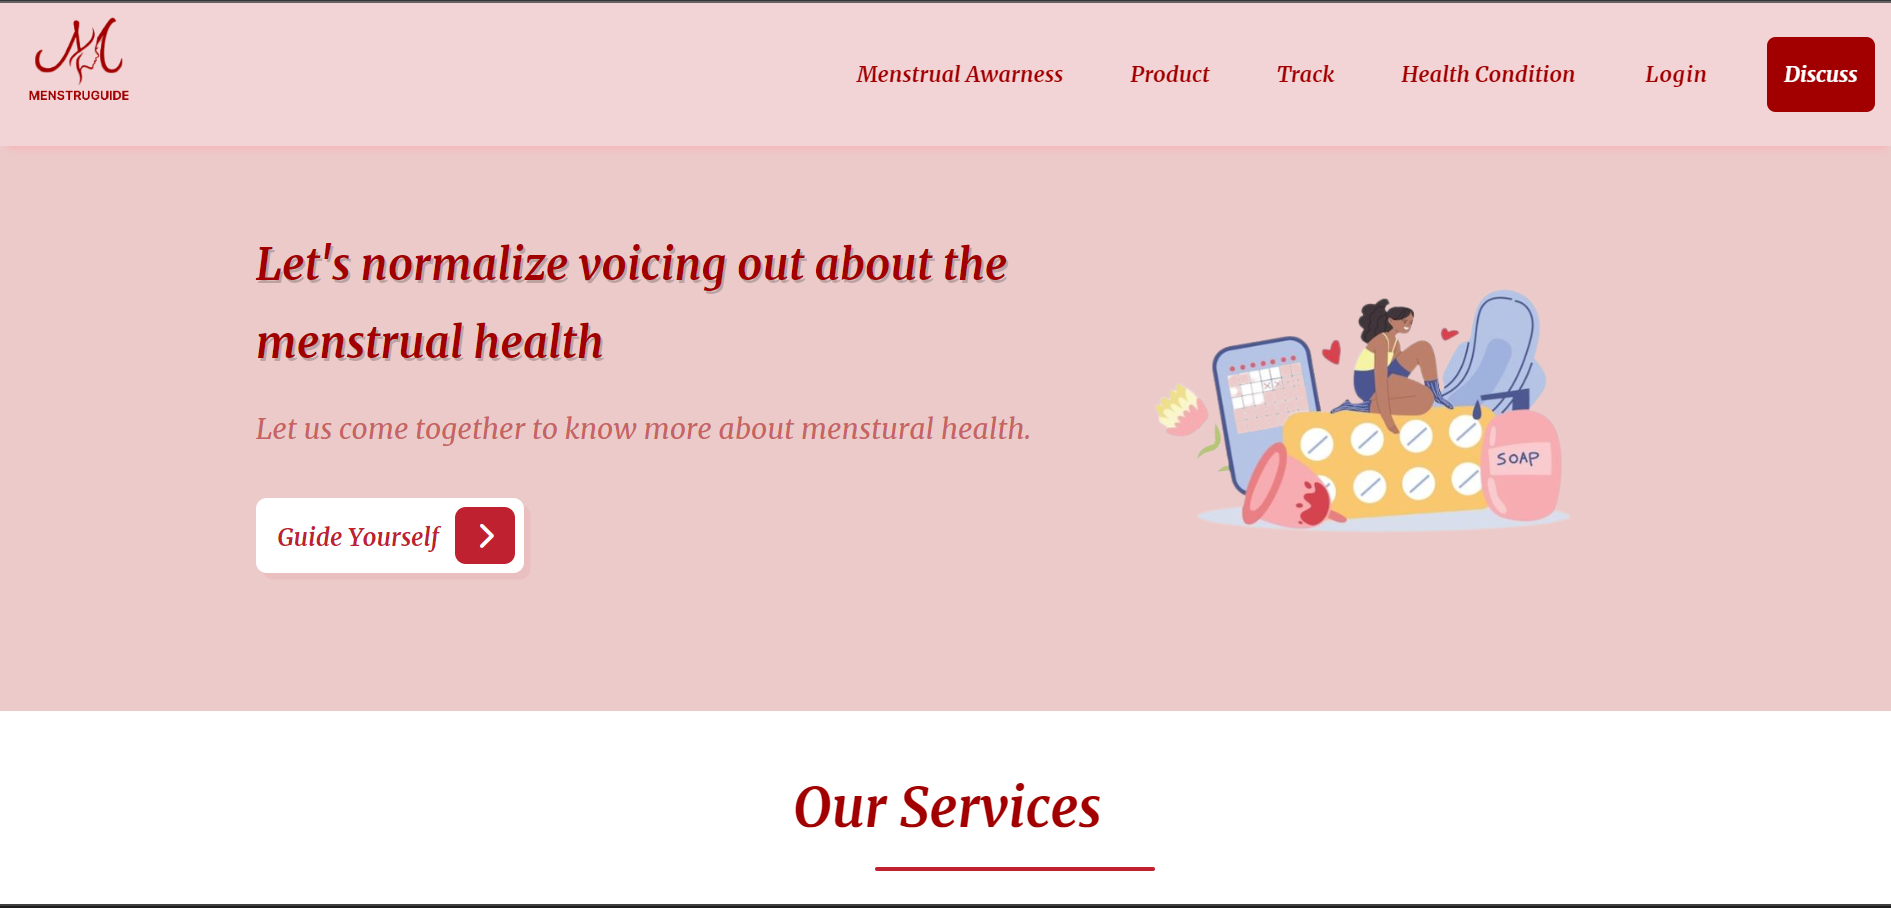 MENSTRUGUIDE
Menstrual Awarness
Product
Track
Health Condition
Login
Discuss
Let's normalize voicing out about the
menstrual health
Let us come together to know more about menstural health.
Guide Yourself
SOAP
Our Services